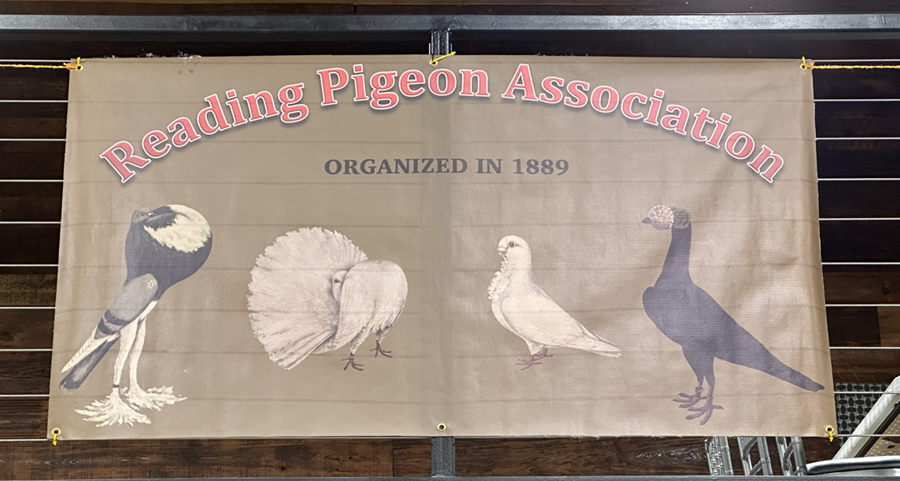 Reading Pigeon Association
ORGANIZED IN 1889